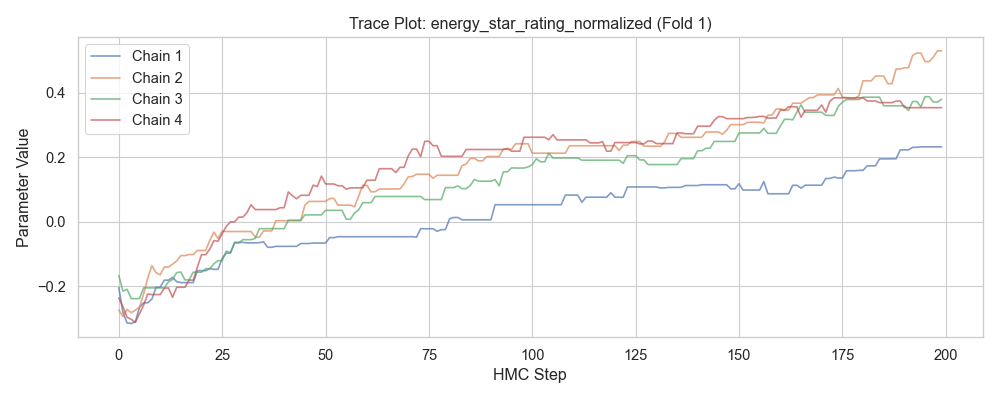 Trace Plot: energy_star_rating_normalized (Fold 1)
Chain 1
Chain 2
Chain 3
Chain 4
Parameter Value
0.4
0.2
0.0
−0.2
0 25 50 75 100 125 150 175 200
HMC Step